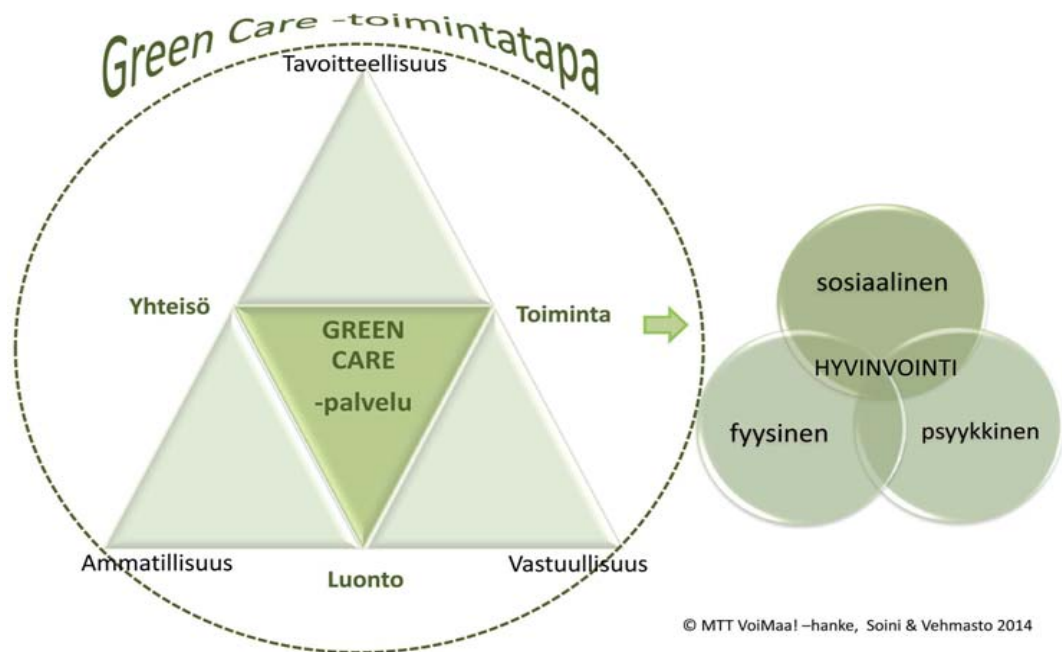 Green Care -toimintatapa
Tavoitteellisuus
Yhteisö
Toiminta
GREEN
CARE
-palvelu
Ammatillisuus
Luonto
Vastuullisuus
sosiaalinen
HYVINVOINTI
fyysinen
psyykkinen
© MTT VoiMaa! –hanke, Soini & Vehmasto 2014